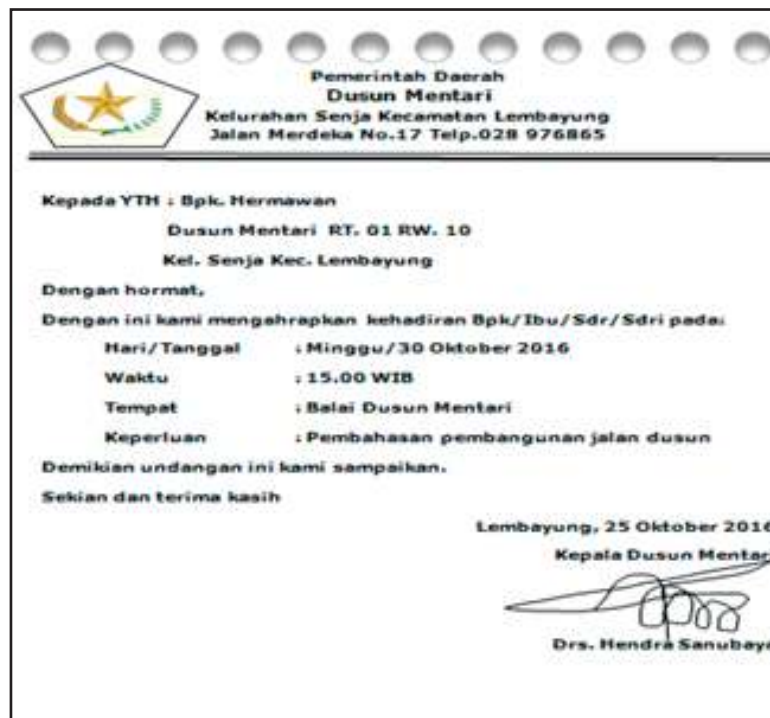 Pemerintah Daerah
Dusun Mentari
Kelurahan Senja Kecamatan Lembayung
Jalan Merdeka No.17 Telp.028 976865
Kepada YTH : Bpk. Hermawan
Dusun Mentari RT. 01 RW. 10
Kel. Senja Kec. Lembayung
Dengan hormat,
Dengan ini kami mengahrapkan kehadiran Bpk/Ibu/Sdr/Sdri pada:
Hari/Tanggal : Minggu/30 Oktober 2016
Waktu : 15.00 WIB
Tempat : Balai Dusun Mentari
Keperluan : Pembahasan pembangunan jalan dusun
Demikian undangan ini kami sampaikan.
Sekian dan terima kasih
Lembayung, 25 Oktober 2016
Kepala Dusun Mentar
Drs. Hendra Sanubaya